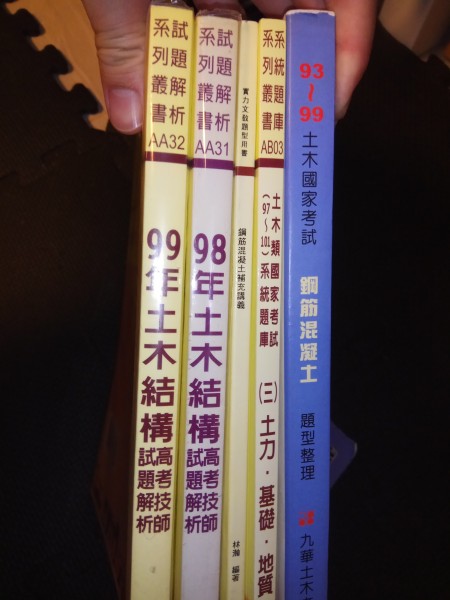 試題解析
系列叢書
AA32
99年土木結構
高考技師
試題解析
試題解析
系列叢書
AA31
98年土木結構
高考技師
試題解析
實力文教題型用書
鋼筋混凝土補充講義
林瀚 編著
系統題庫
系列叢書
AB03
土木類國家考試
(97~101)系統題庫
(三)土力．基礎．地質
93~99
土木國家考試
鋼筋混凝土
題型整理
九華土木